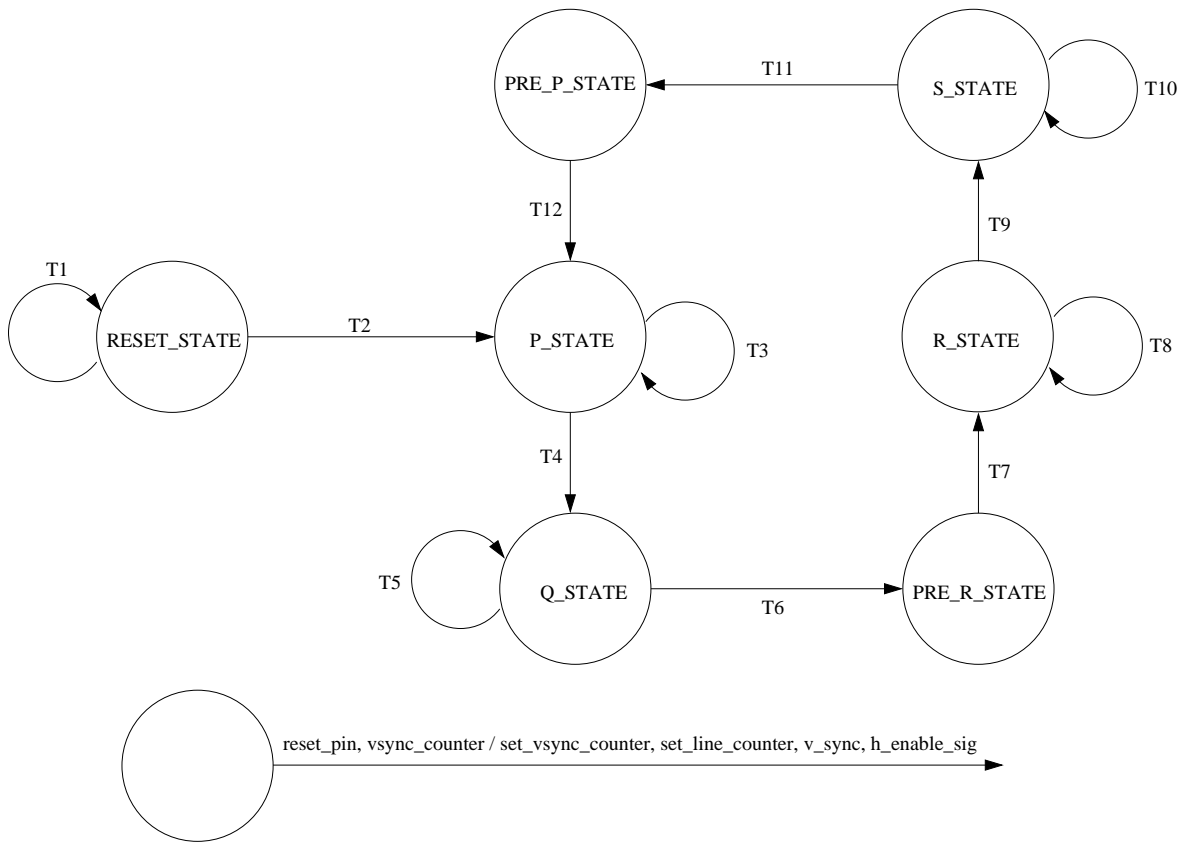 T11
PRE_P_STATE
S_STATE
T10
T12
T9
T1
T2
RESET_STATE
P_STATE
T3
R_STATE
T8
T4
T7
T5
Q_STATE
T6
PRE_R_STATE
reset_pin, vsync_counter / set_vsync_counter, set_line_counter, v_sync, h_enable_sig